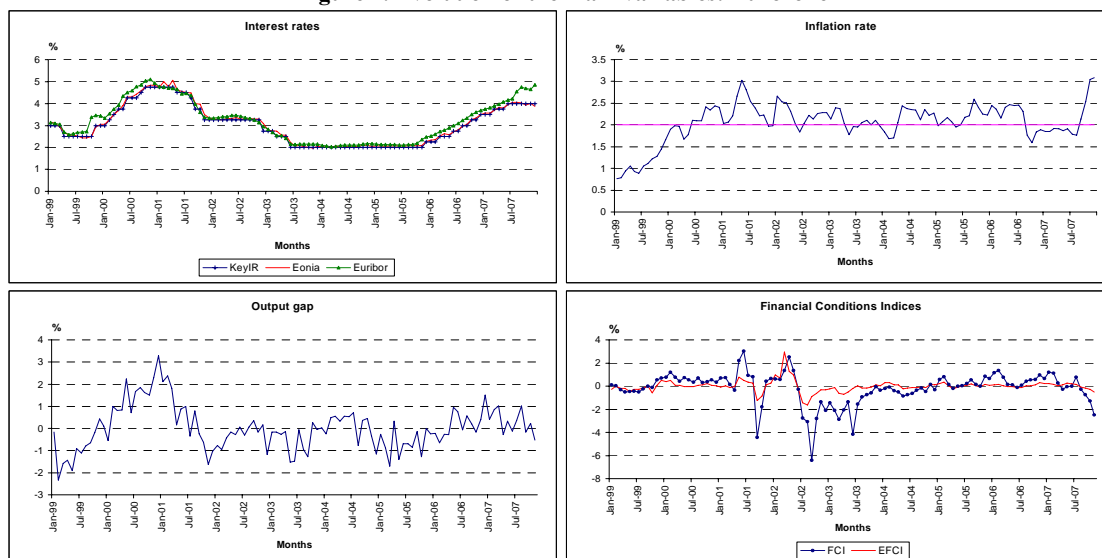 Interest rates
%
6
5
4
3
2
1
0
Jan-99
Jul-99
Jan-00
Jul-00
Jan-01
Jul-01
Jan-02
Jul-02
Jan-03
Jul-03
Jan-04
Jul-04
Jan-05
Jul-05
Jan-06
Jul-06
Jan-07
Jul-07
Months
KeyIR Eonia Euribor
Inflation rate
%
3.5
3
2.5
2
1.5
1
0.5
0
Jan-99
Jul-99
Jan-00
Jul-00
Jan-01
Jul-01
Jan-02
Jul-02
Jan-03
Jul-03
Jan-04
Jul-04
Jan-05
Jul-05
Jan-06
Jul-06
Jan-07
Jul-07
Months
Output gap
%
4
3
2
1
0
-1
-2
-3
Jan-99
Jul-99
Jan-00
Jul-00
Jan-01
Jul-01
Jan-02
Jul-02
Jan-03
Jul-03
Jan-04
Jul-04
Jan-05
Jul-05
Jan-06
Jul-06
Jan-07
Jul-07
Months
Financial Conditions Indices
%
4
2
0
-2
-4
-6
-8
Jan-99
Jul-99
Jan-00
Jul-00
Jan-01
Jul-01
Jan-02
Jul-02
Jan-03
Jul-03
Jan-04
Jul-04
Jan-05
Jul-05
Jan-06
Jul-06
Jan-07
Jul-07
Months
FCI EFCI